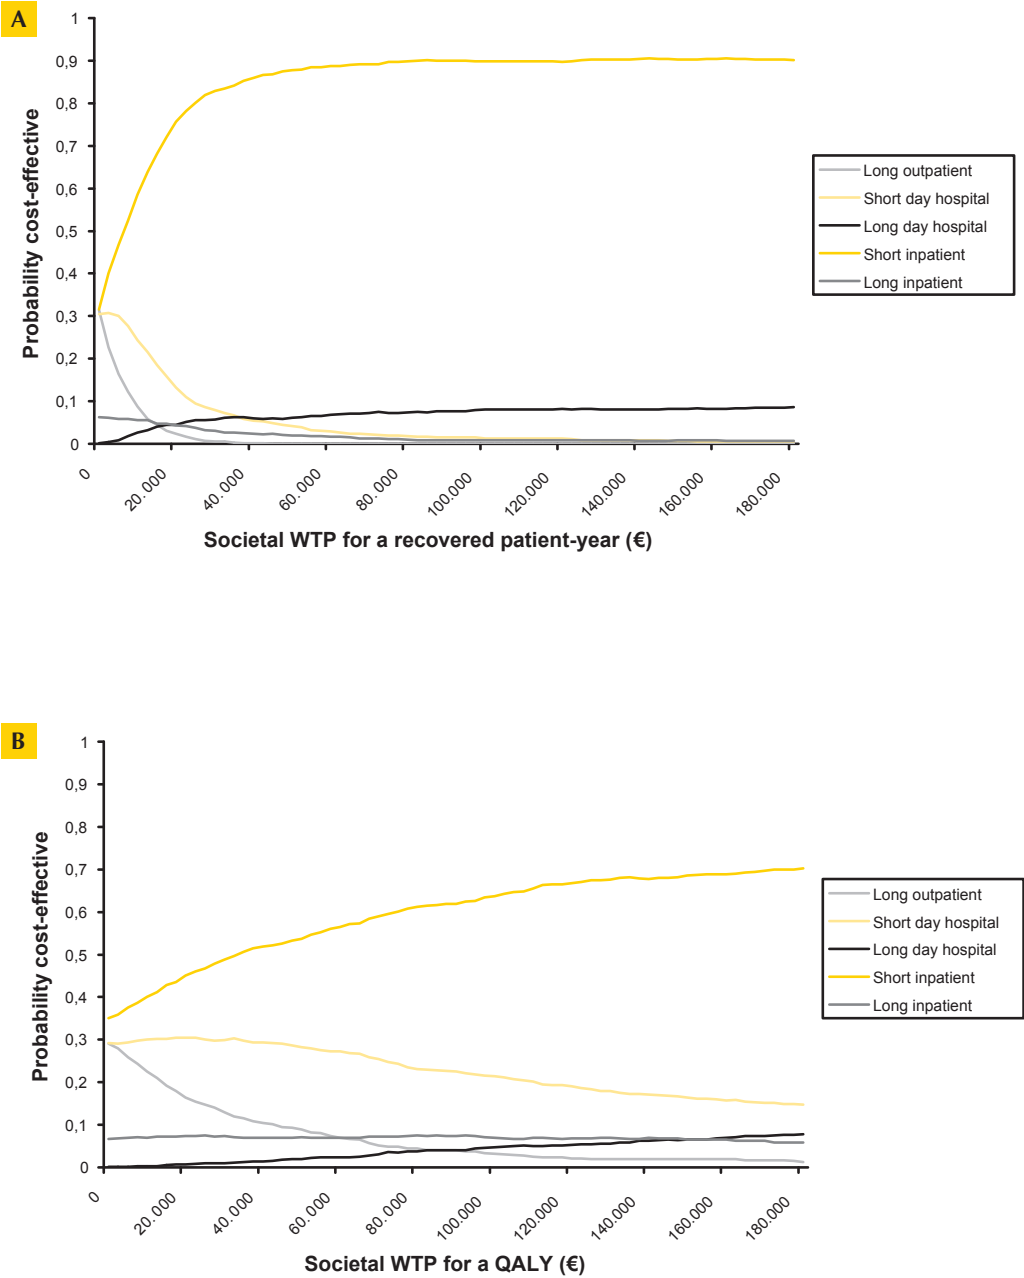 A
1
0,9
0,8
0,7
0,6
0,5
0,4
0,3
0,2
0,1
0
Probability cost-effective
0
20.000
40.000
60.000
80.000
100.000
120.000
140.000
160.000
180.000
Societal WTP for a recovered patient-year (€)
Long outpatient
Short day hospital
Long day hospital
Short inpatient
Long inpatient
B
1
0,9
0,8
0,7
0,6
0,5
0,4
0,3
0,2
0,1
0
Probability cost-effective
0
20.000
40.000
60.000
80.000
100.000
120.000
140.000
160.000
180.000
Societal WTP for a QALY (€)
Long outpatient
Short day hospital
Long day hospital
Short inpatient
Long inpatient